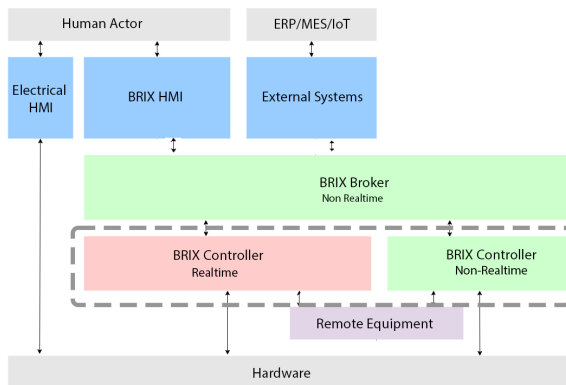 Human Actor
ERP/MES/IoT
Electrical
HMI
BRIX HMI
External Systems
BRIX Broker
Non Realtime
BRIX Controller
Realtime
BRIX Controller
Non-Realtime
Remote Equipment
Hardware